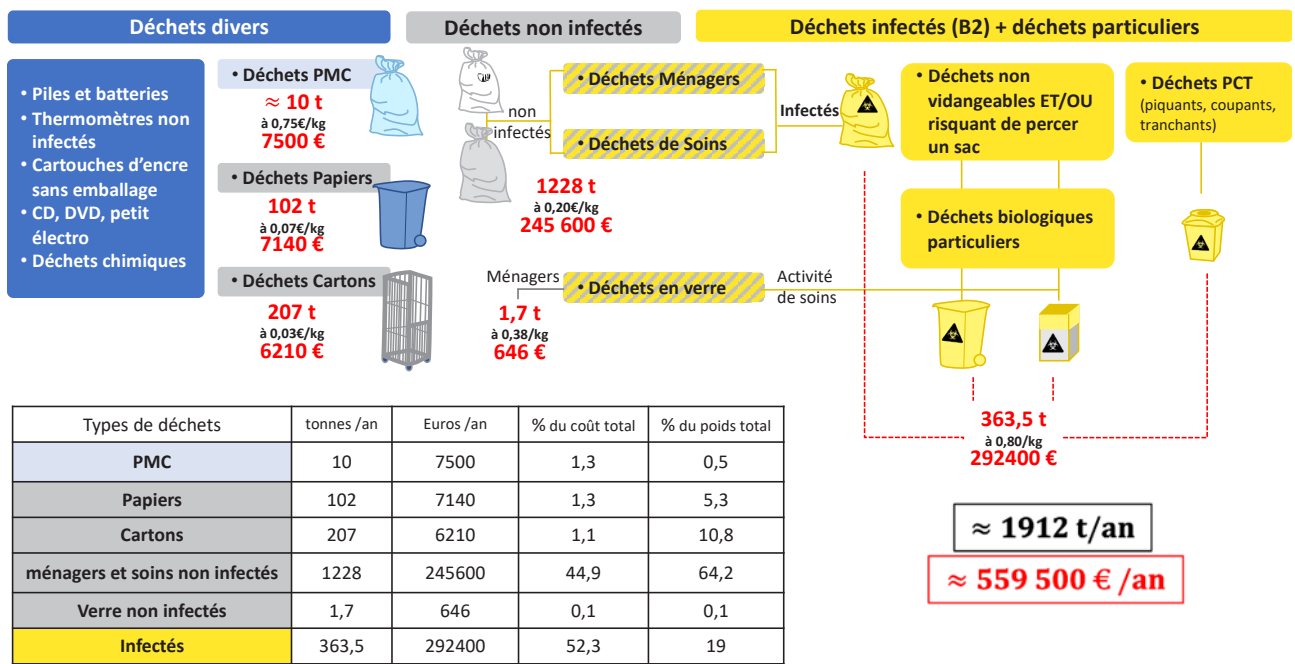 Déchets divers
Déchets non infectés
Déchets infectés (B2) + déchets particuliers
• Piles et batteries
• Thermomètres non
infectés
• Cartouches d'encre
sans emballage
• CD, DVD, petit
électro
• Déchets chimiques
• Déchets PMC
≈ 10 t
à 0,75€/kg
7500 €
• Déchets Papiers
102 t
à 0,07€/kg
7140 €
• Déchets Cartons
207 t
à 0,03€/kg
6210 €
non
infectés
• Déchets Ménagers
• Déchets de Soins
1228 t
à 0,20€/kg
245 600 €
Infectés
Ménagers
1,7 t
à 0,38/kg
646 €
• Déchets en verre
Activité
de soins
• Déchets non
vidangeables ET/OU
risquant de percer
un sac
• Déchets biologiques
particuliers
• Déchets PCT
(piquants, coupants,
tranchants)
363,5 t
à 0,80/kg
292400 €
Types de déchets tonnes /an Euros /an % du coût total % du poids total
PMC 10 7500 1,3 0,5
Papiers 102 7140 1,3 5,3
Cartons 207 6210 1,1 10,8
ménagers et soins non infectés 1228 245600 44,9 64,2
Verre non infectés 1,7 646 0,1 0,1
Infectés 363,5 292400 52,3 19
≈ 1912 t/an
≈ 559 500 € /an